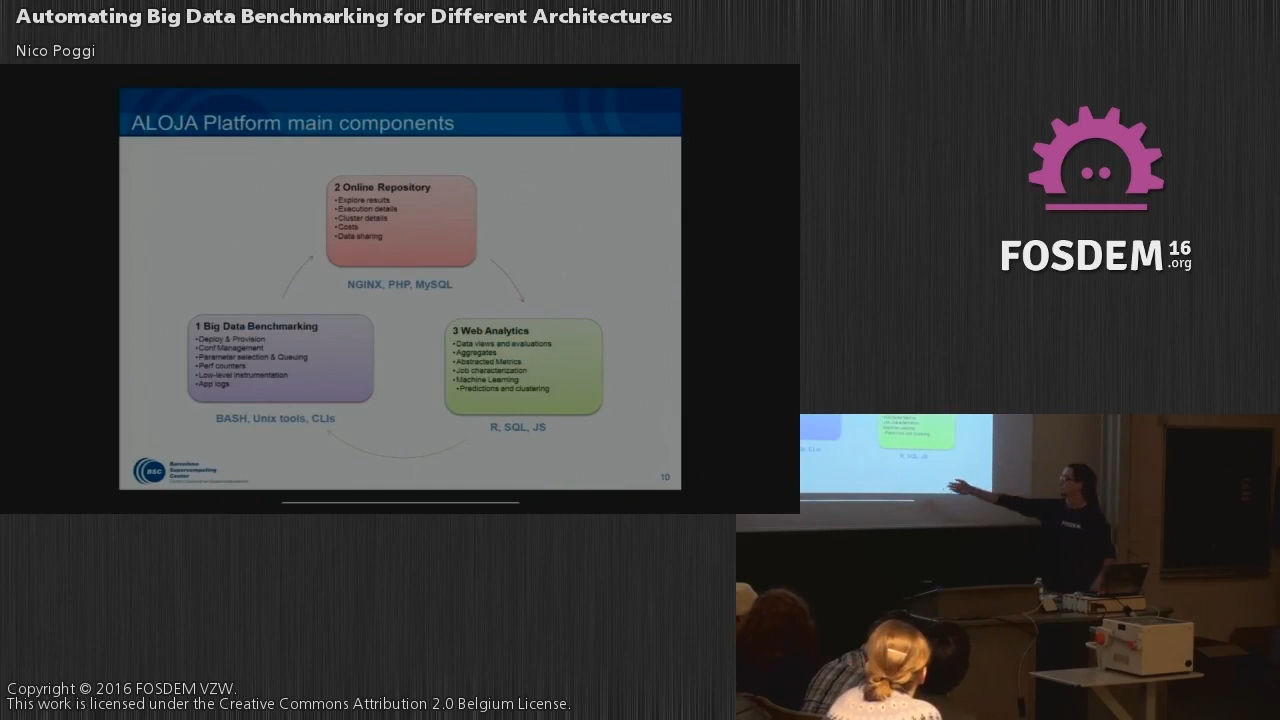 Automating Big Data Benchmarking for Different Architectures
Nico Poggi
ALOJA Platform main components
2 Online Repository
•Explore results
•Execution details
•Cluster details
•Costs
•Data sharing
NGINX, PHP, MySQL
1 Big Data Benchmarking
•Deploy & Provision
•Conf Management
•Parameter selection & Queuing
•Perf counters
•Low-level instrumentation
•App logs
BASH, Unix tools, CLIs
3 Web Analytics
•Data views and evaluations
•Aggregates
•Abstracted Metrics
•Job characterization
•Machine Learning
•Predictions and clustering
R, SQL, JS
BSC
Barcelona
Supercomputing
Center
10
FOSDEM 16
.org
R, SQL, JS
FOSDEM
Copyright © 2016 FOSDEM VZW.
This work is licensed under the Creative Commons Attribution 2.0 Belgium License.